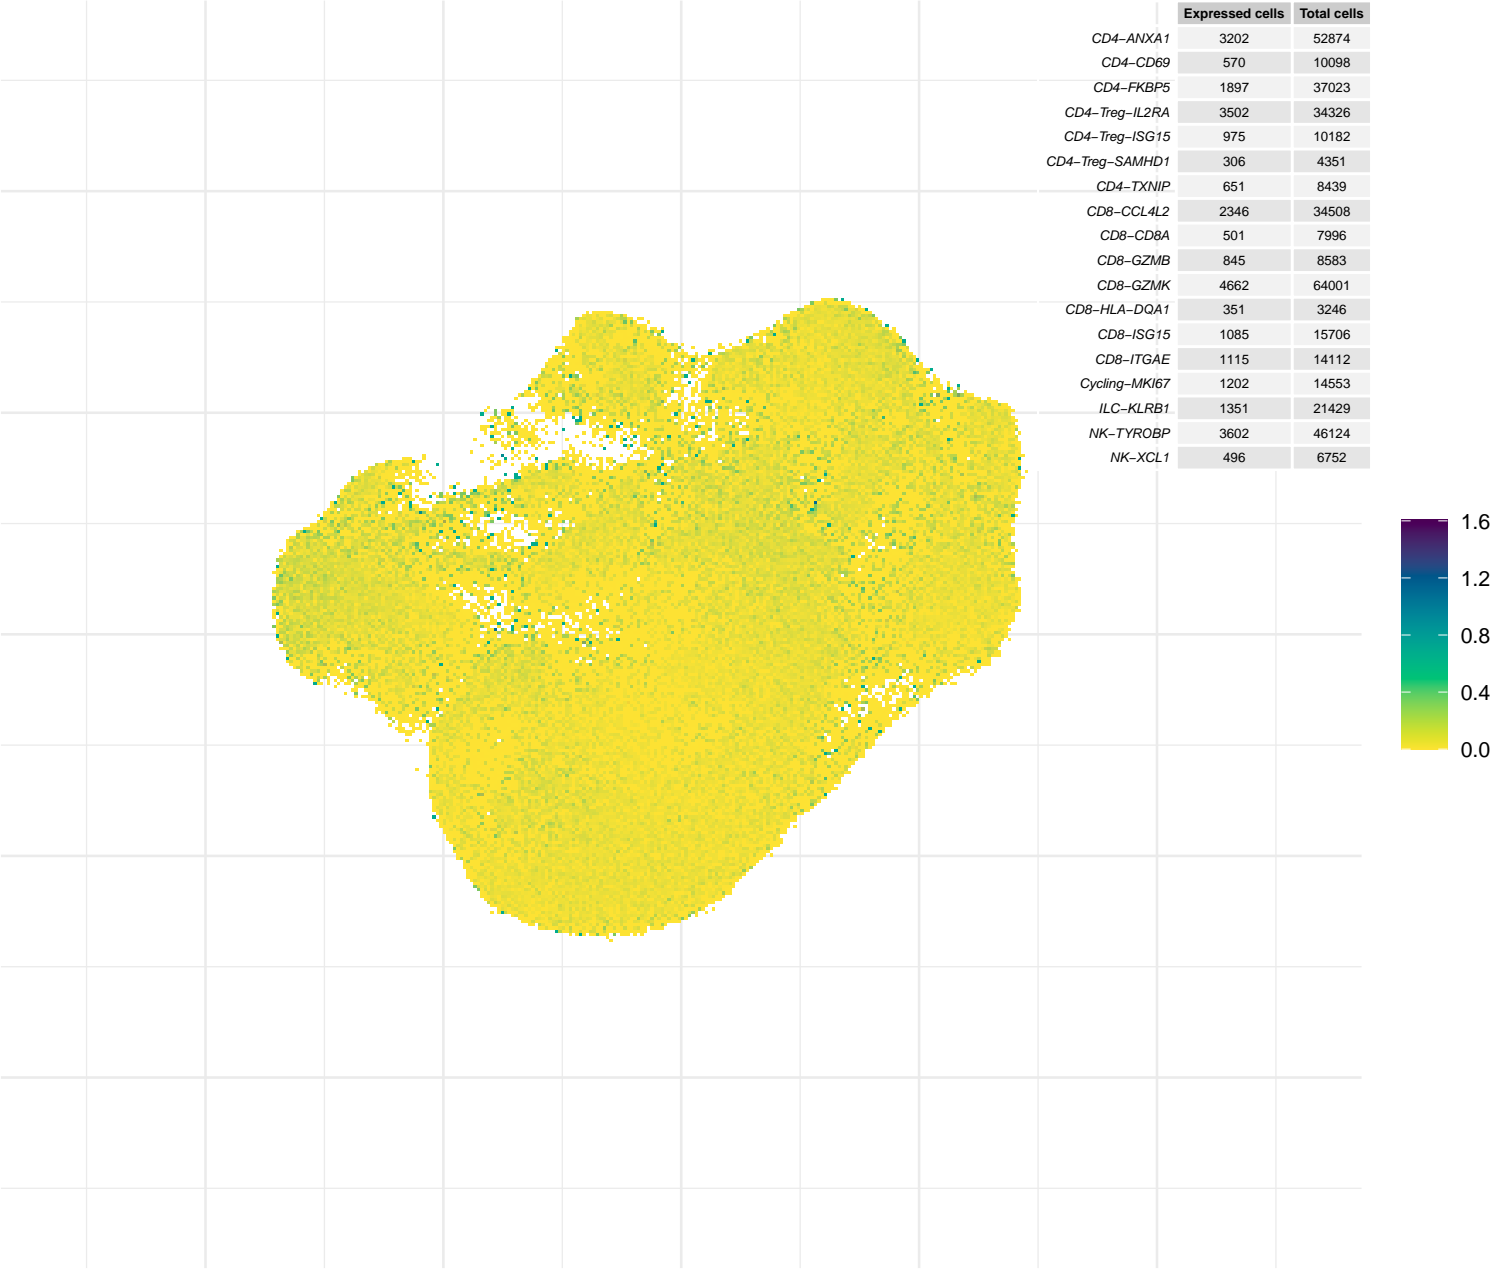 Expressed cells Total cells
CD4−ANXA1 3202 52874
CD4−CD69 570 10098
CD4−FKBP5 1897 37023
CD4−Treg−IL2RA 3502 34326
CD4−Treg−ISG15 975 10182
CD4−Treg−SAMHD1 306 4351
CD4−TXNIP 651 8439
CD8−CCL4L2 2346 34508
CD8−CD8A 501 7996
CD8−GZMB 845 8583
CD8−GZMK 4662 64001
CD8−HLA−DQA1 351 3246
CD8−ISG15 1085 15706
CD8−ITGAE 1115 14112
Cycling−MKI67 1202 14553
ILC−KLRB1 1351 21429
NK−TYROBP 3602 46124
NK−XCL1 496 6752
1.6
1.2
0.8
0.4
0.0